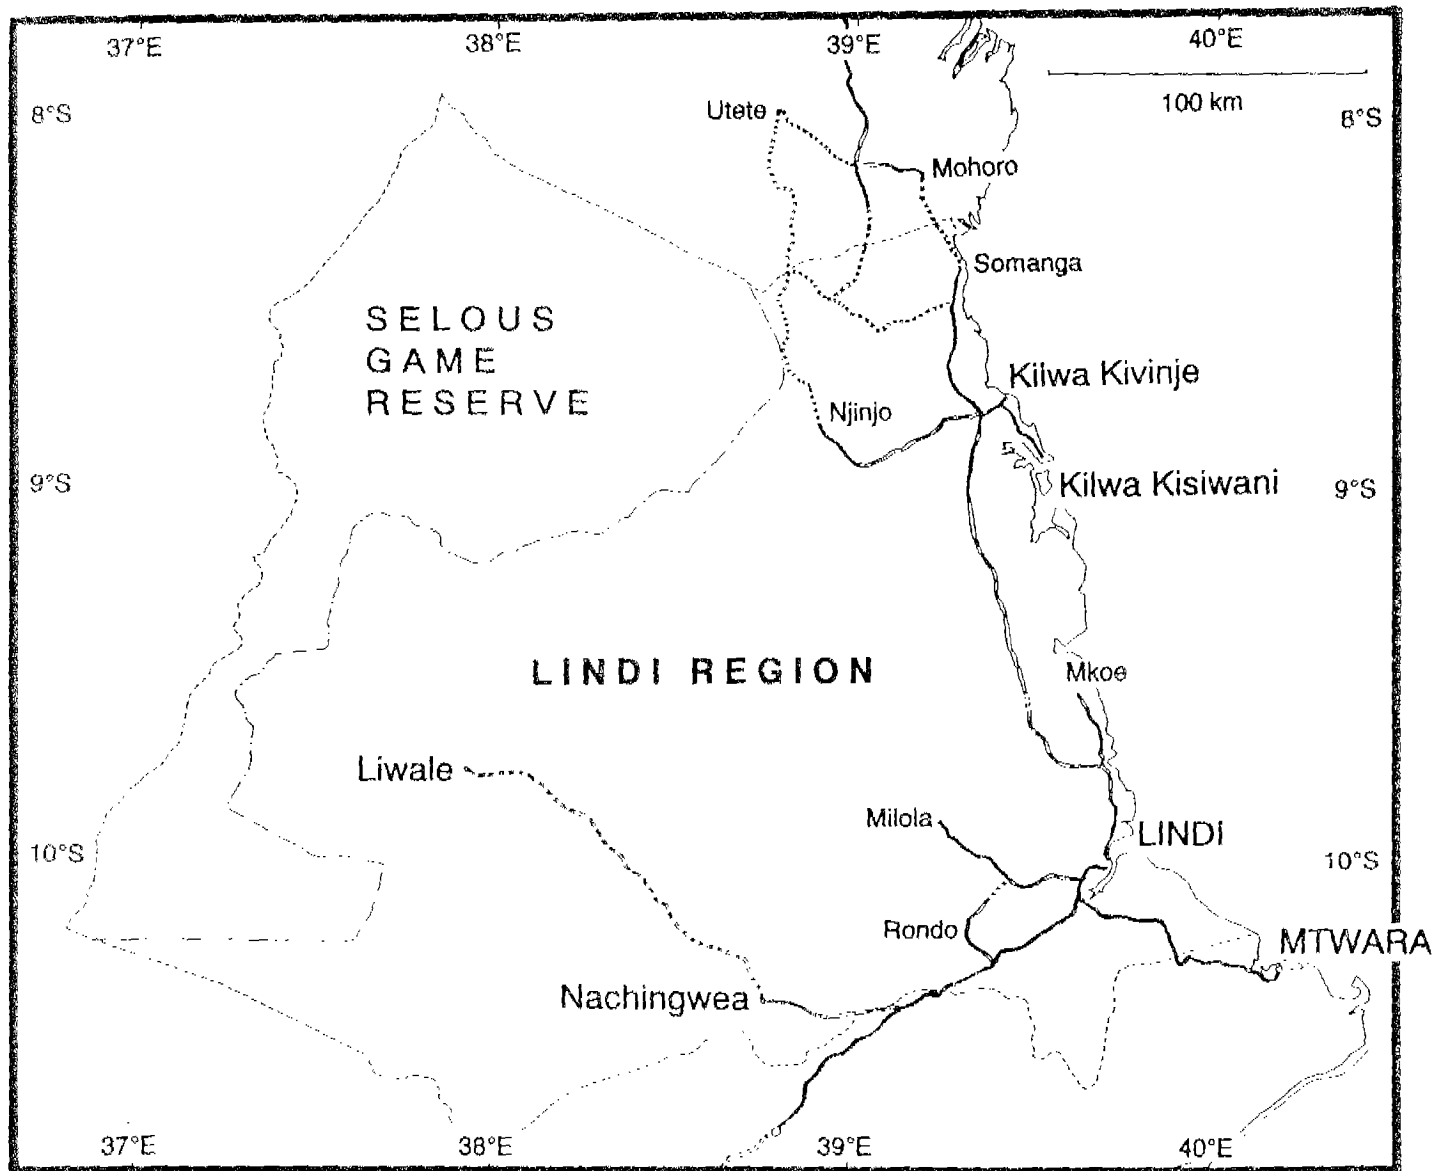 37°E
38°E
39°E
40°E
100 km
8°S
8°S
Utete
Mohoro
Somanga
SELOUS
GAME
RESERVE
Kilwa Kivinje
Njinjo
9°S
Kilwa Kisiwani
9°S
LINDI REGION
Mkoe
Liwale
Milola
LINDI
10°S
10°S
Rondo
MTWARA
Nachingwea
37°E
38°E
39°E
40°E